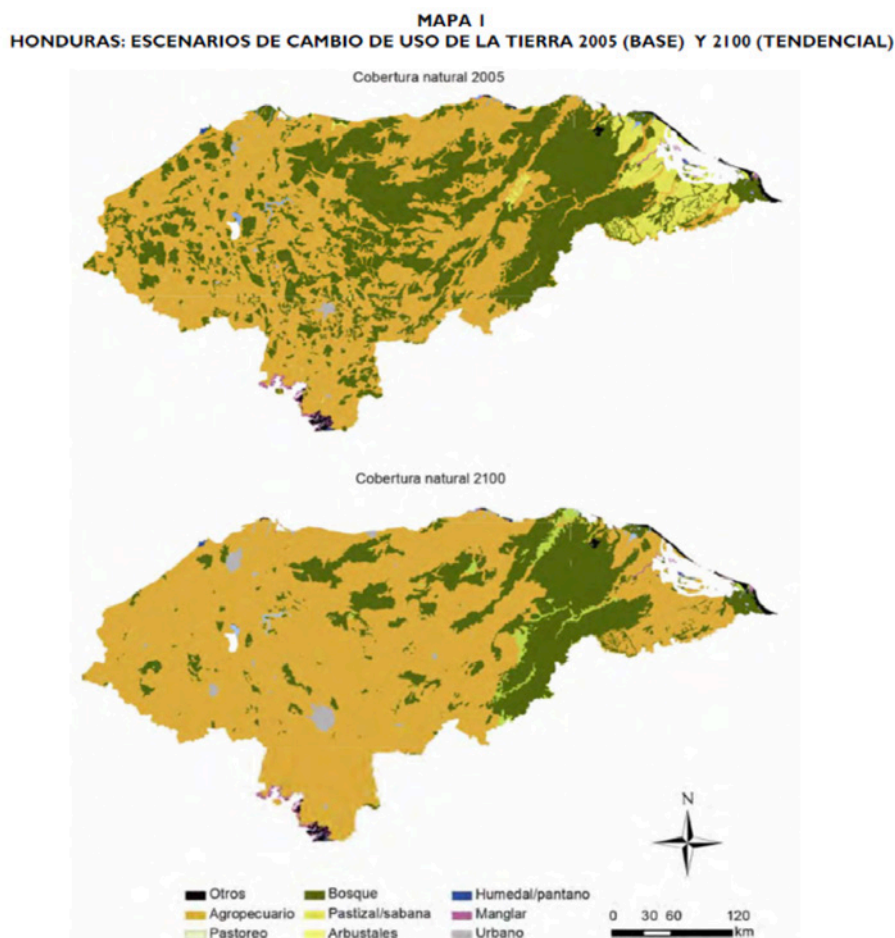 MAPA 1
HONDURAS: ESCENARIOS DE CAMBIO DE USO DE LA TIERRA 2005 (BASE) Y 2100 (TENDENCIAL)
Cobertura natural 2005
Cobertura natural 2100
N
Otros Bosque Humedal/pantano
Agropecuario Pastizal/sabana Manglar
Pastoreo Arbustales Urbano
0 30 60 120
km